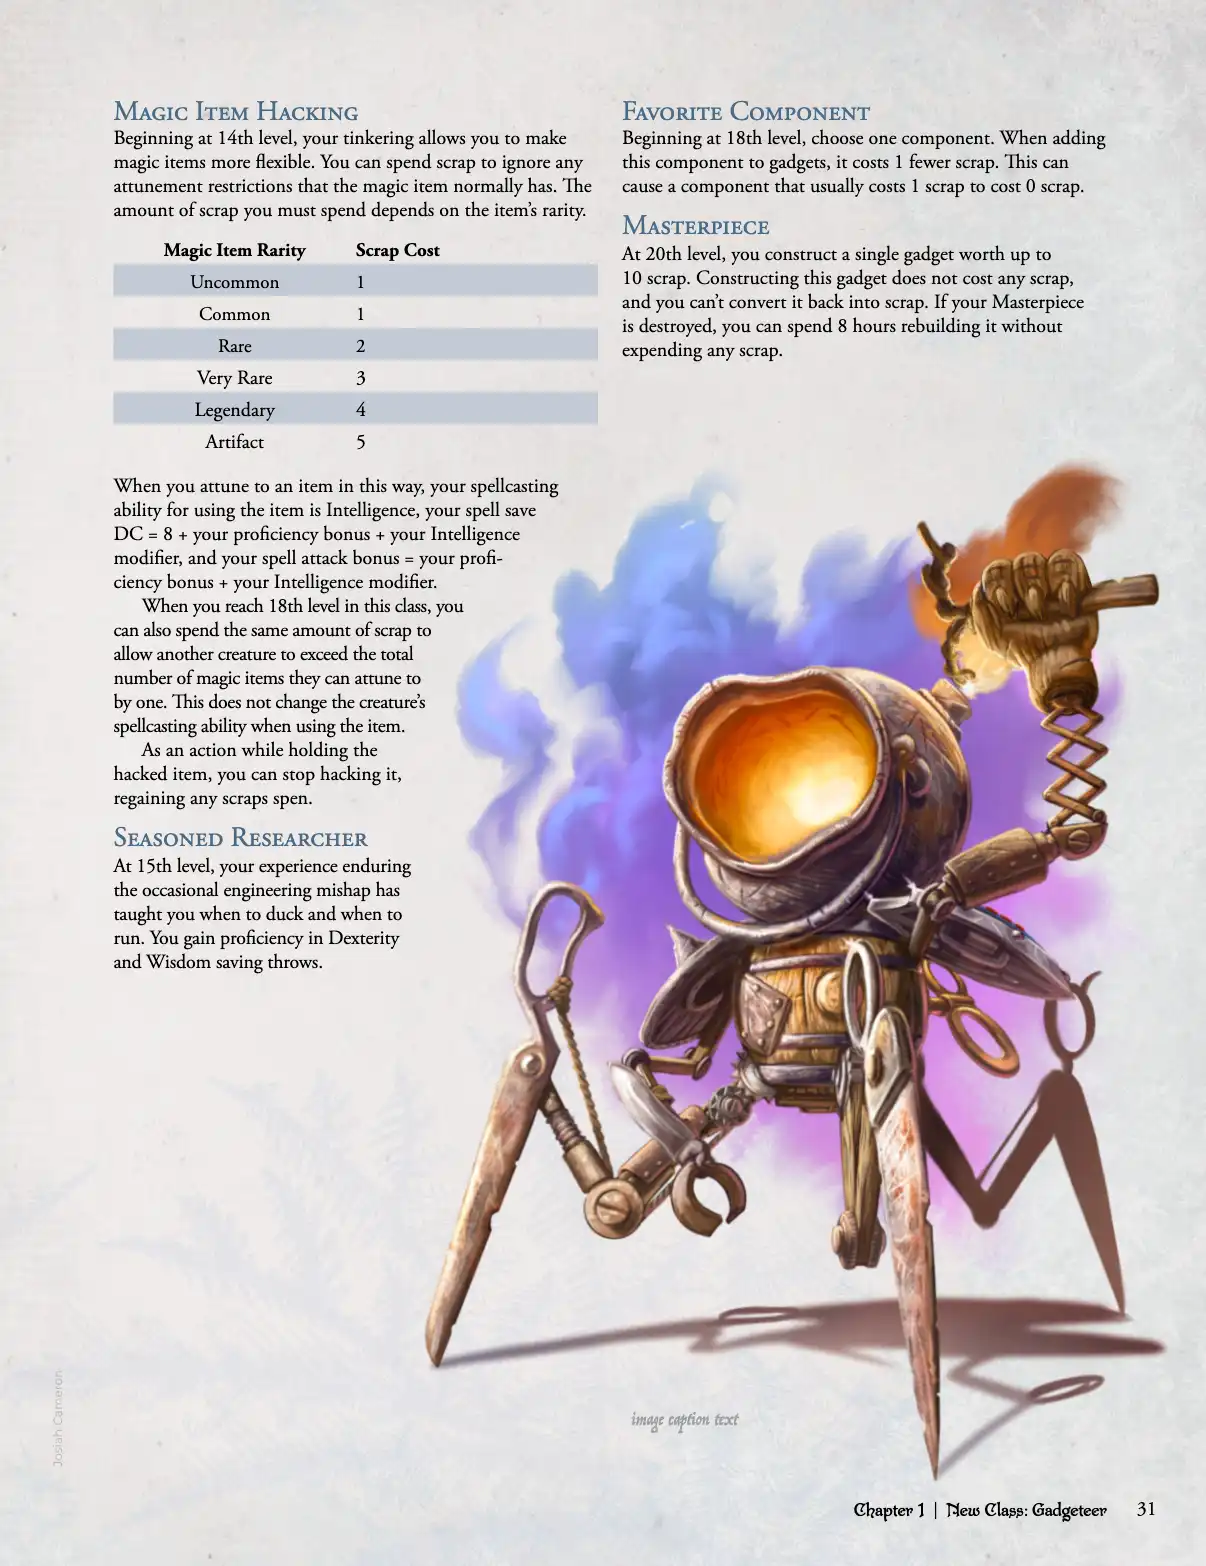 Magic Item Hacking
Beginning at 14th level, your tinkering allows you to make
magic items more flexible. You can spend scrap to ignore any
attunement restrictions that the magic item normally has. The
amount of scrap you must spend depends on the item's rarity.
Magic Item Rarity Scrap Cost
Uncommon 1
Common 1
Rare 2
Very Rare 3
Legendary 4
Artifact 5
When you attune to an item in this way, your spellcasting
ability for using the item is Intelligence, your spell save
DC = 8 + your proficiency bonus + your Intelligence
modifier, and your spell attack bonus = your profi-
ciency bonus + your Intelligence modifier.
When you reach 18th level in this class, you
can also spend the same amount of scrap to
allow another creature to exceed the total
number of magic items they can attune to
by one. This does not change the creature's
spellcasting ability when using the item.
As an action while holding the
hacked item, you can stop hacking it,
regaining any scraps spen.
Seasoned Researcher
At 15th level, your experience enduring
the occasional engineering mishap has
taught you when to duck and when to
run. You gain proficiency in Dexterity
and Wisdom saving throws.
Favorite Component
Beginning at 18th level, choose one component. When adding
this component to gadgets, it costs 1 fewer scrap. This can
cause a component that usually costs 1 scrap to cost 0 scrap.
Masterpiece
At 20th level, you construct a single gadget worth up to
10 scrap. Constructing this gadget does not cost any scrap,
and you can't convert it back into scrap. If your Masterpiece
is destroyed, you can spend 8 hours rebuilding it without
expending any scrap.
image caption text
Josiah Cameron
Chapter 1 | New Class: Gadgeteer 31